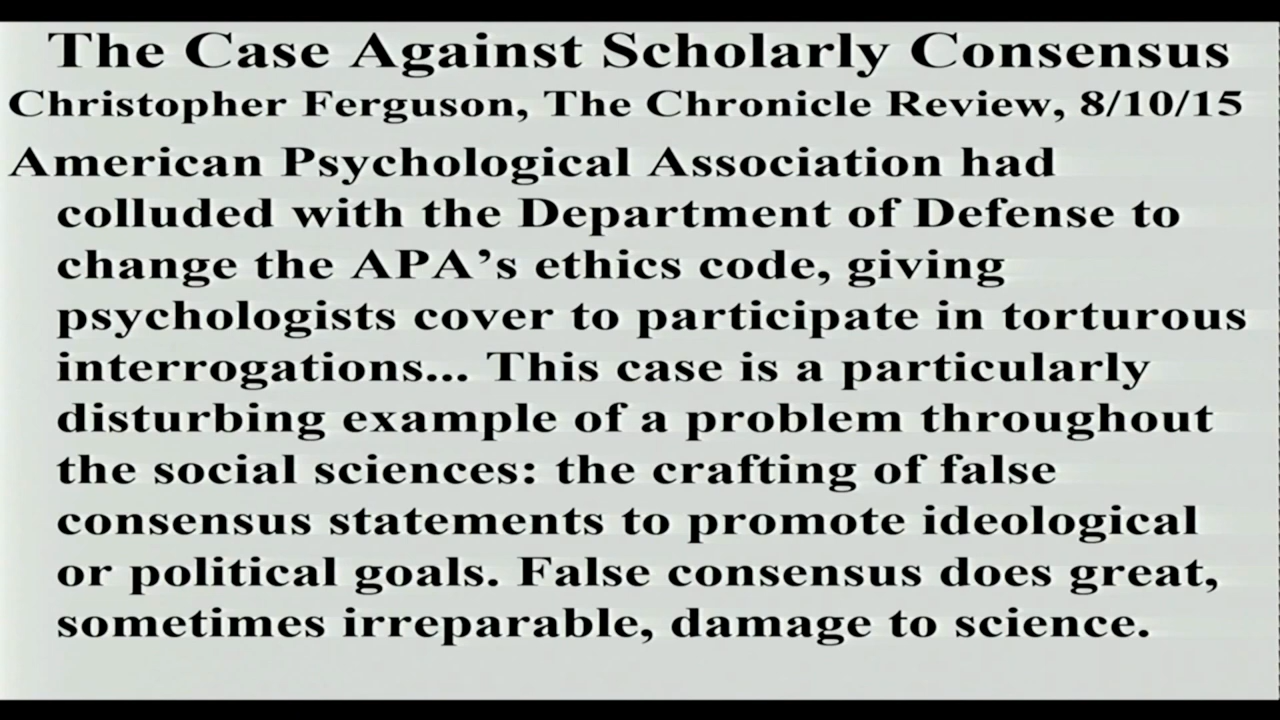 The Case Against Scholarly Consensus
Christopher Ferguson, The Chronicle Review, 8/10/15
American Psychological Association had
colluded with the Department of Defense to
change the APA’s ethics code, giving
psychologists cover to participate in torturous
interrogations... This case is a particularly
disturbing example of a problem throughout
the social sciences: the crafting of false
consensus statements to promote ideological
or political goals. False consensus does great,
sometimes irreparable, damage to science.